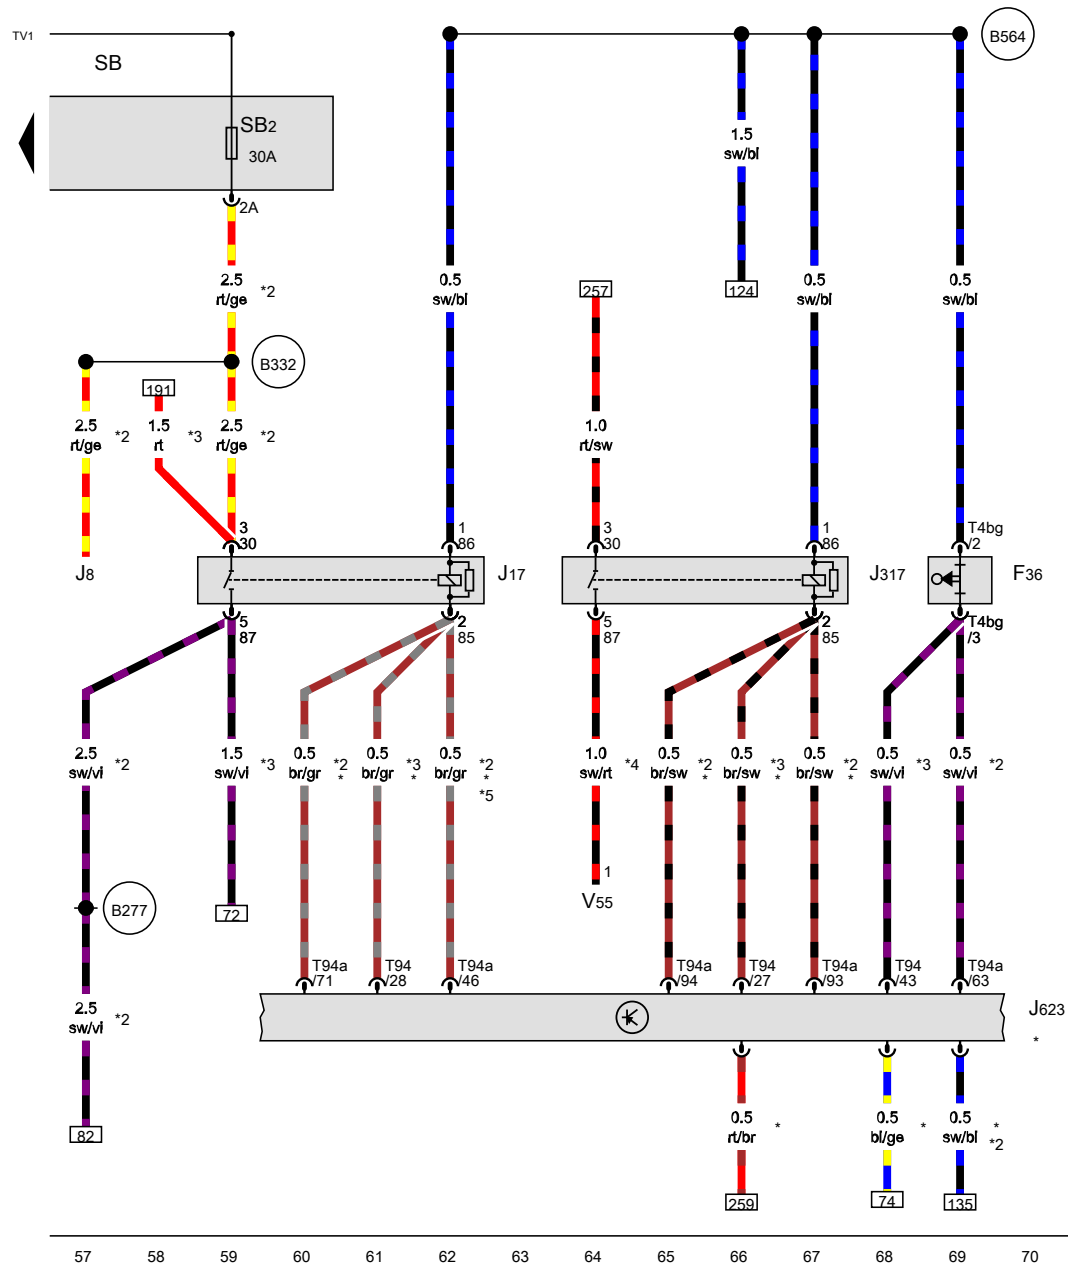 TV1
B564
SB
SB2
30A
2A
1.5
sw/bl
2.5
rt/ge
*2
0.5
sw/bl
257
124
0.5
sw/bl
0.5
sw/bl
B332
191
2.5
rt/ge
*2
1.5
rt
*3
2.5
rt/ge
*2
1.0
rt/sw
3
30
1
86
3
30
1
86
T4bg
/2
J8
J17
J317
F36
5
87
2
85
5
87
2
85
T4bg
/3
2.5
sw/vi
*2
1.5
sw/vi
*3
0.5
br/gr
*2
*
0.5
br/gr
*3
*
0.5
br/gr
*2
*
*5
1.0
sw/rt
*4
0.5
br/sw
*2
*
0.5
br/sw
*3
*
0.5
br/sw
*2
*
0.5
sw/vi
*3
0.5
sw/vi
*2
1
V55
B277
72
T94a
/71
T94
/28
T94a
/46
T94a
/94
T94
/27
T94a
/93
T94
/43
T94a
/63
2.5
sw/vi
*2
J623
*
82
0.5
rt/br
*
0.5
bl/ge
*
0.5
sw/bl
*
*2
259
74
135
57 58 59 60 61 62 63 64 65 66 67 68 69 70